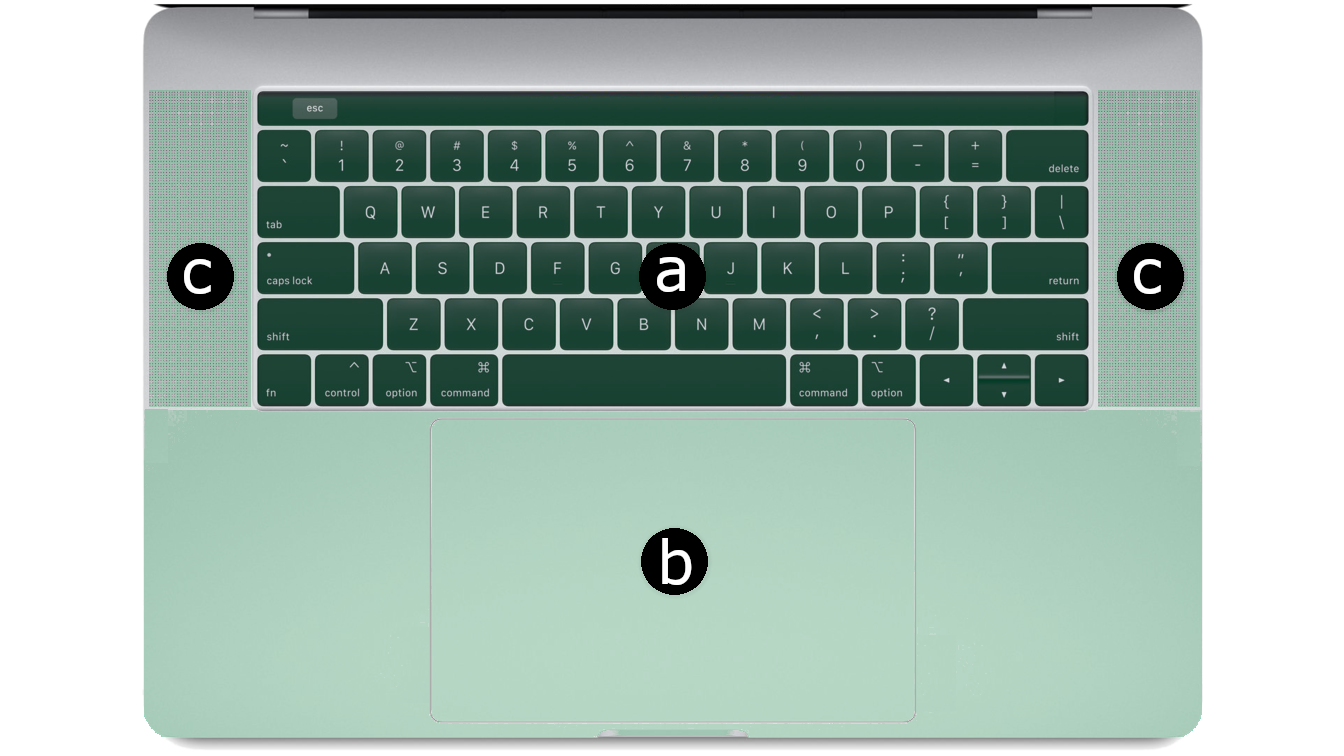 esc
~ ! @ # $ % ^ & * ( ) — +
` 1 2 3 4 5 6 7 8 9 0 - = delete
tab Q W E R T Y U I O P { [ } ] | \
caps lock A S D F G a J K L : ; " ' return
c c
shift Z X C V B N M < , > . ? / shift
fn ^ control ⌥ option ⌘ command ⌘ command ⌥ option ◂ ▴ ▾ ▸
b